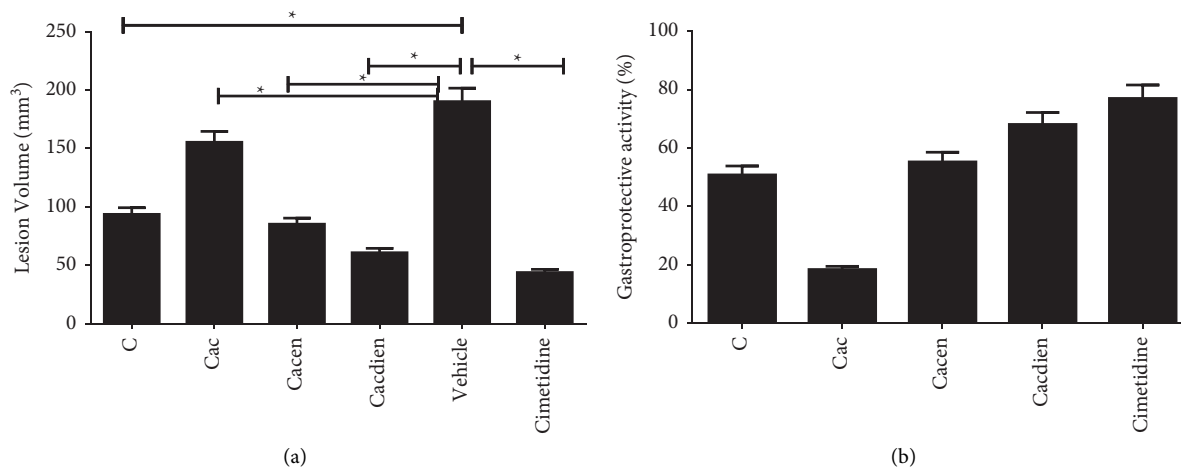 Lesion Volume (mm³)
250
200
150
100
50
0
*
*
*
*
*
C
Cac
Cacen
Cacdien
Vehicle
Cimetidine
(a)
Gastroprotective activity (%)
100
80
60
40
20
0
C
Cac
Cacen
Cacdien
Cimetidine
(b)